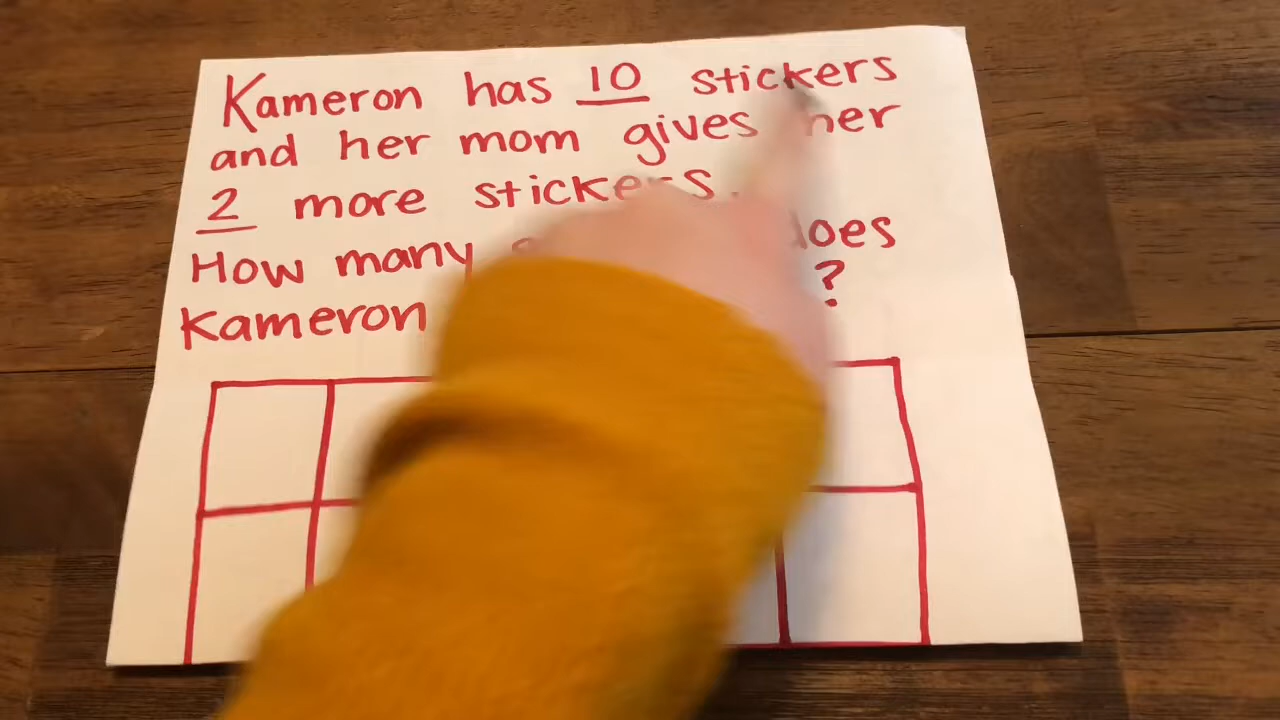 Kameron has 10 stickers
and her mom gives her
2 more stickers.
How many does
Kameron ?